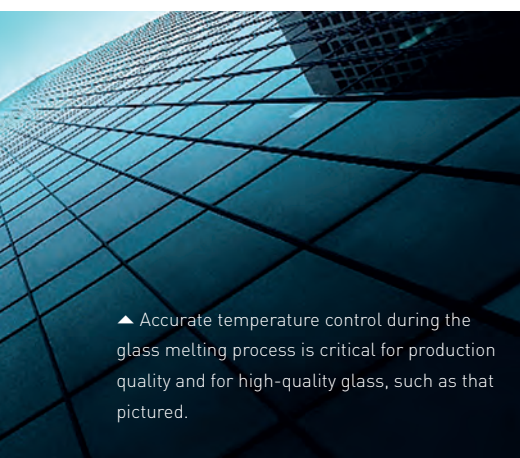 ▲ Accurate temperature control during the
glass melting process is critical for production
quality and for high-quality glass, such as that
pictured.